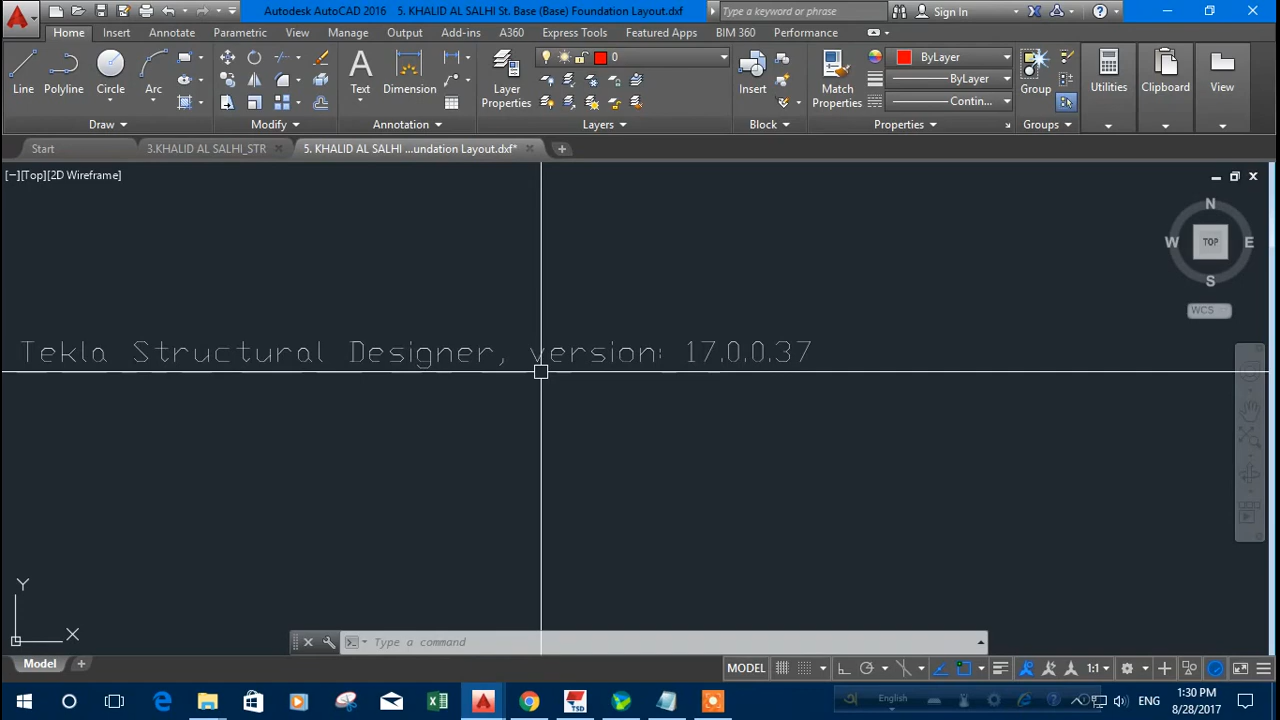 Autodesk AutoCAD 2016 5. KHALID AL SALHI St. Base (Base) Foundation Layout.dxf
Type a keyword or phrase
Sign In
Home Insert Annotate Parametric View Manage Output Add-ins A360 Express Tools Featured Apps BIM 360 Performance
0
ByLayer
ByLayer
Contin...
Line Polyline Circle Arc Text Dimension Layer Properties Insert Match Properties Group Utilities Clipboard View
Draw Modify Annotation Layers Block Properties Groups
Start 3.KHALID AL SALHI_STR 5. KHALID AL SALHI ...undation Layout.dxf*
[−][Top][2D Wireframe]
N
W TOP E
S
WCS
Tekla Structural Designer, version: 17.0.0.37
Y
X
Type a command
Model
MODEL 1:1
English
ENG
1:30 PM
8/28/2017
TSD